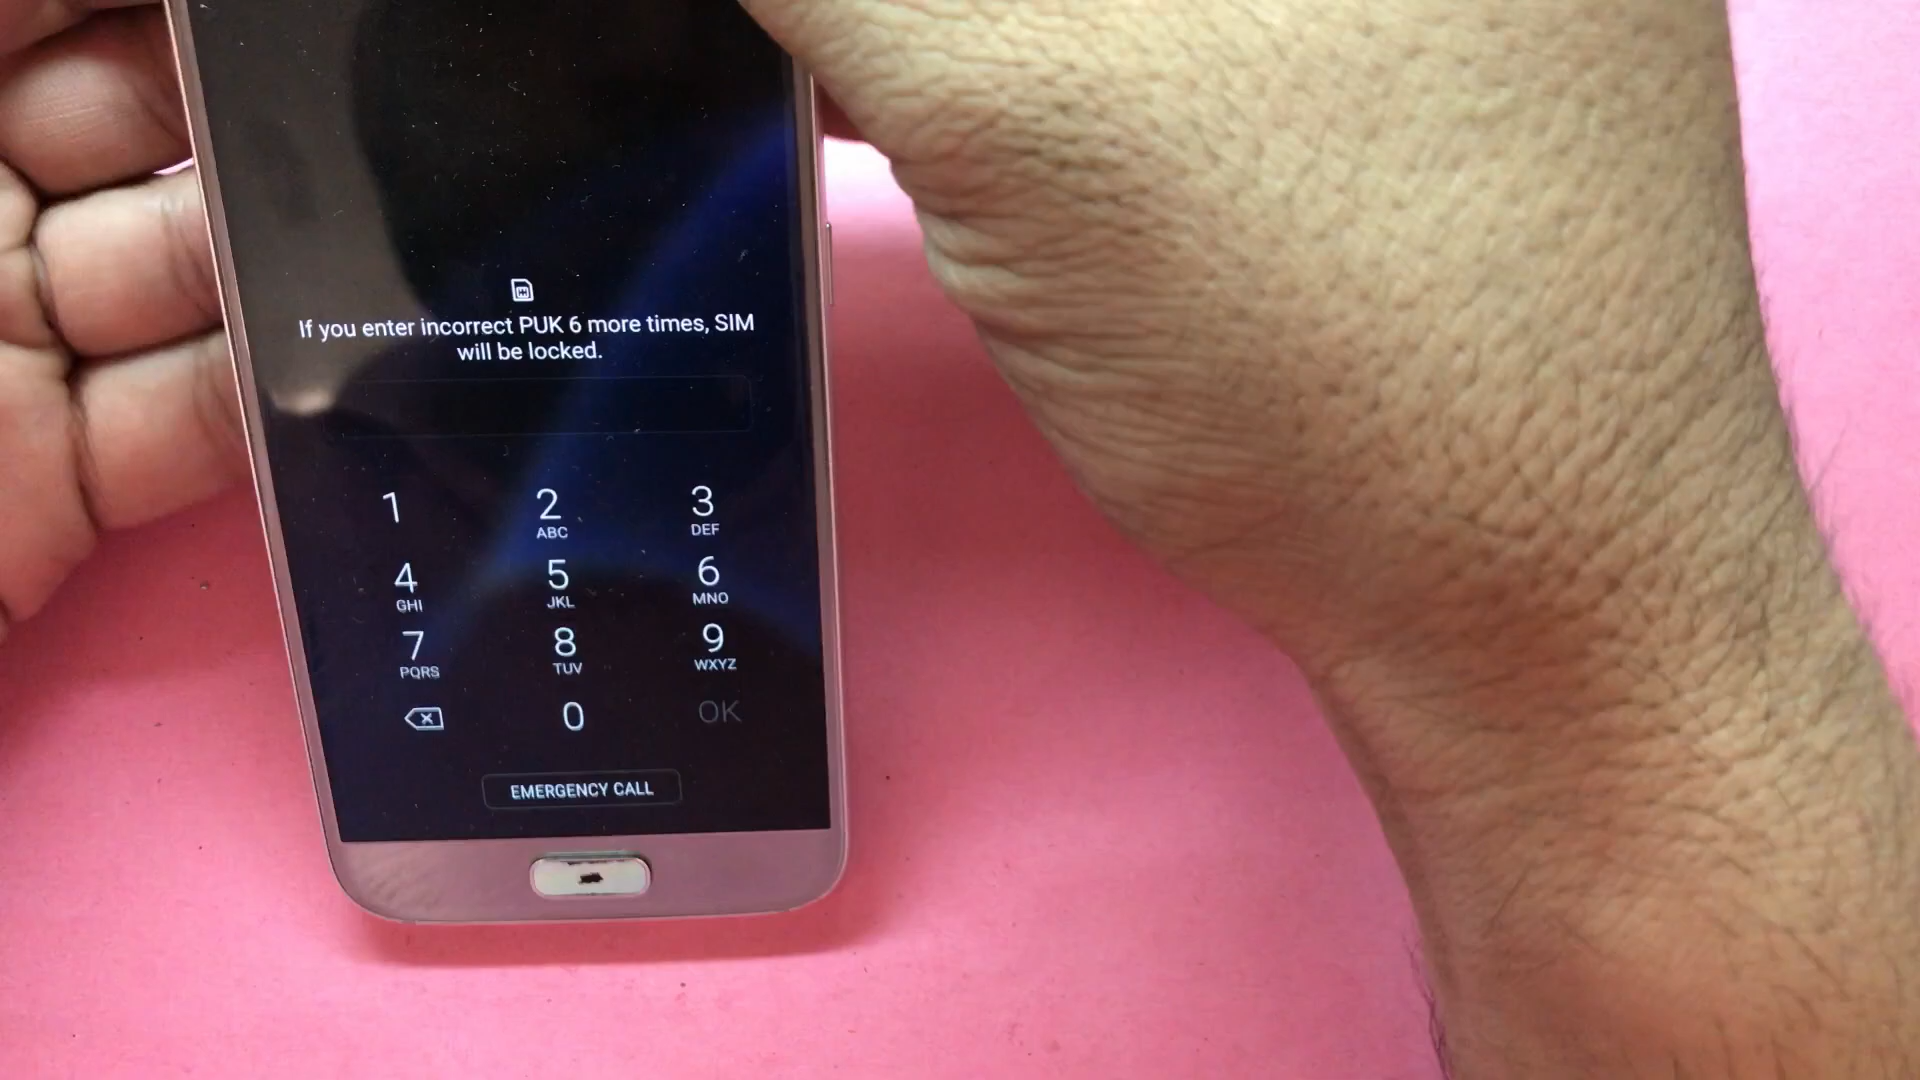 If you enter incorrect PUK 6 more times, SIM
will be locked.
1 2 3
ABC DEF
4 5 6
GHI JKL MNO
7 8 9
PQRS TUV WXYZ
0 OK
EMERGENCY CALL